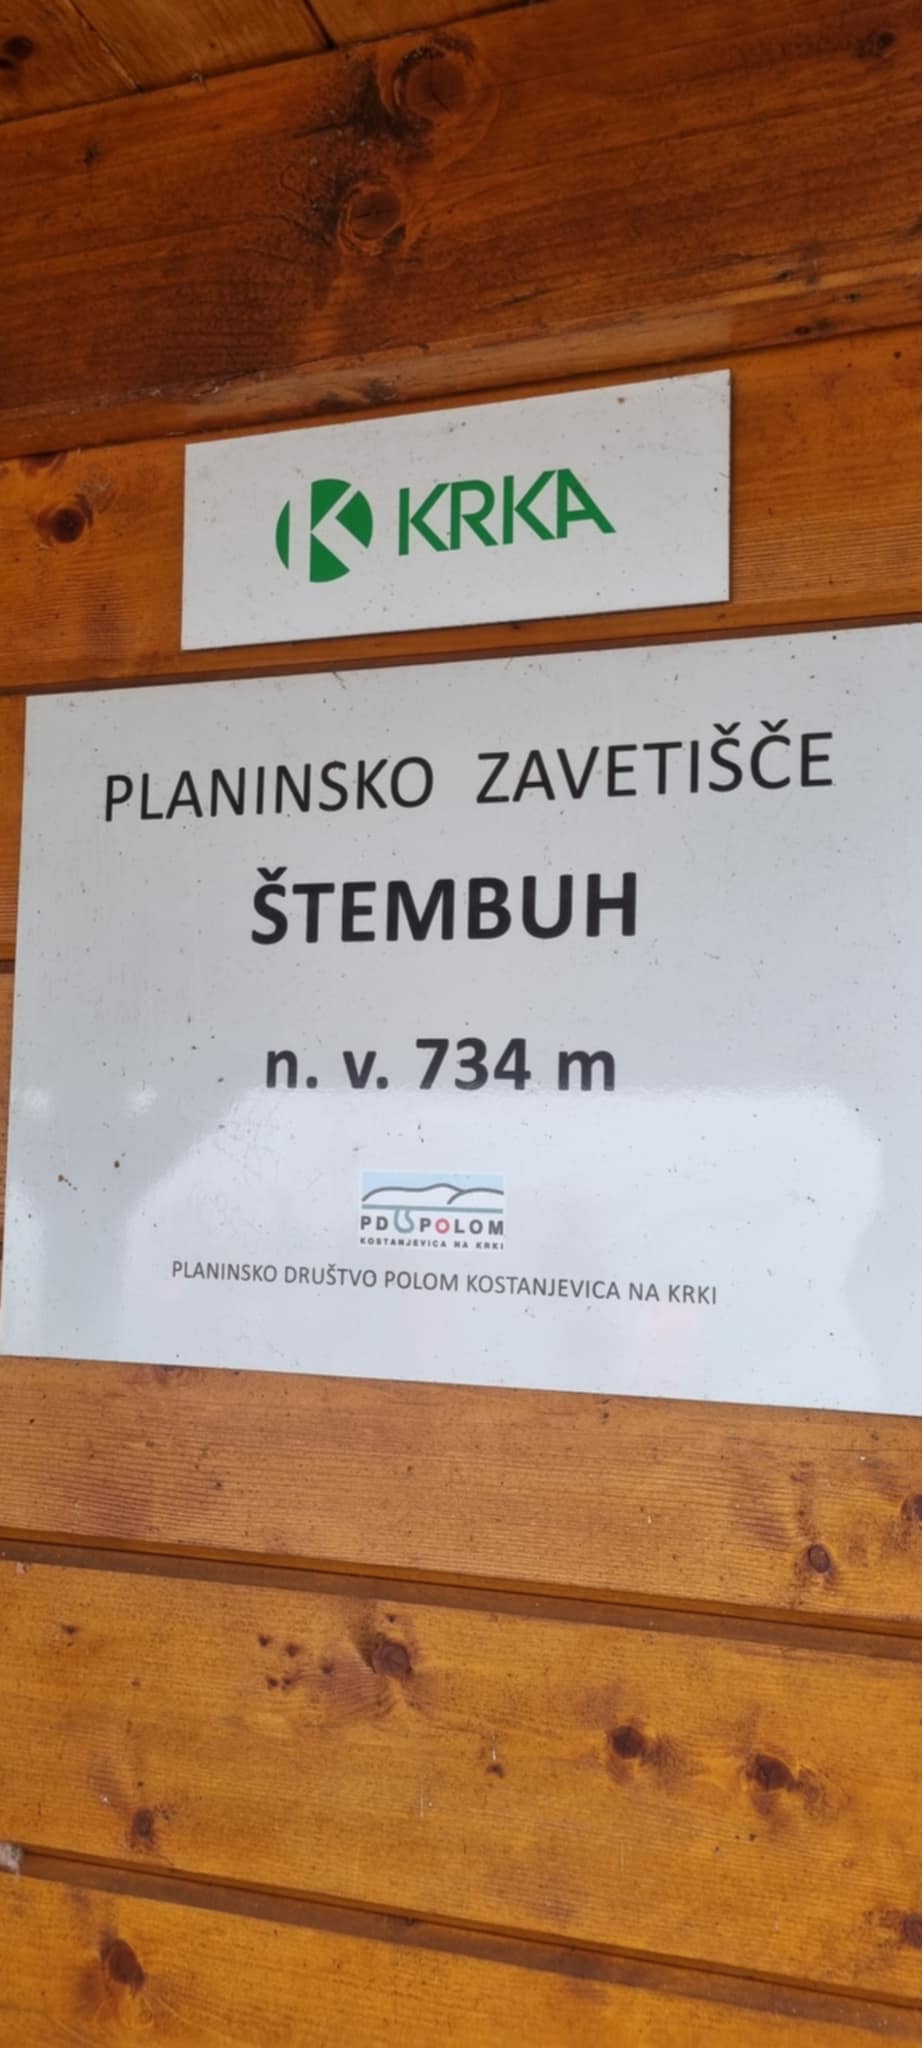 KRKA
PLANINSKO ZAVETIŠČE
ŠTEMBUH
n. v. 734 m
PD POLOM
KOSTANJEVICA NA KRKI
PLANINSKO DRUŠTVO POLOM KOSTANJEVICA NA KRKI